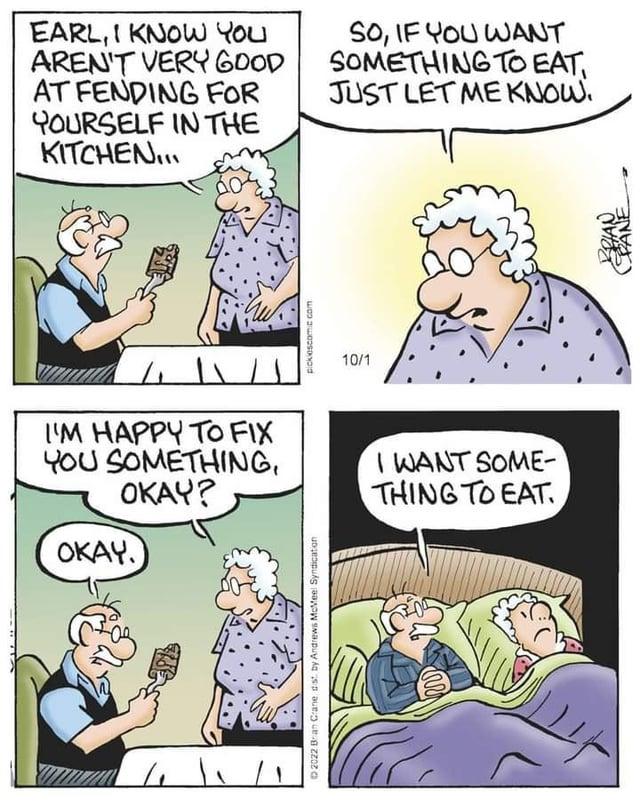 EARL, I KNOW YOU
AREN'T VERY GOOD
AT FENDING FOR
YOURSELF IN THE
KITCHEN...
SO, IF YOU WANT
SOMETHING TO EAT,
JUST LET ME KNOW.
BRIAN
CRANE
picklescomic.com
10/1
I'M HAPPY TO FIX
YOU SOMETHING,
OKAY?
OKAY.
© 2022 Brian Crane, dist. by Andrews McMeel Syndication
I WANT SOME-
THING TO EAT.